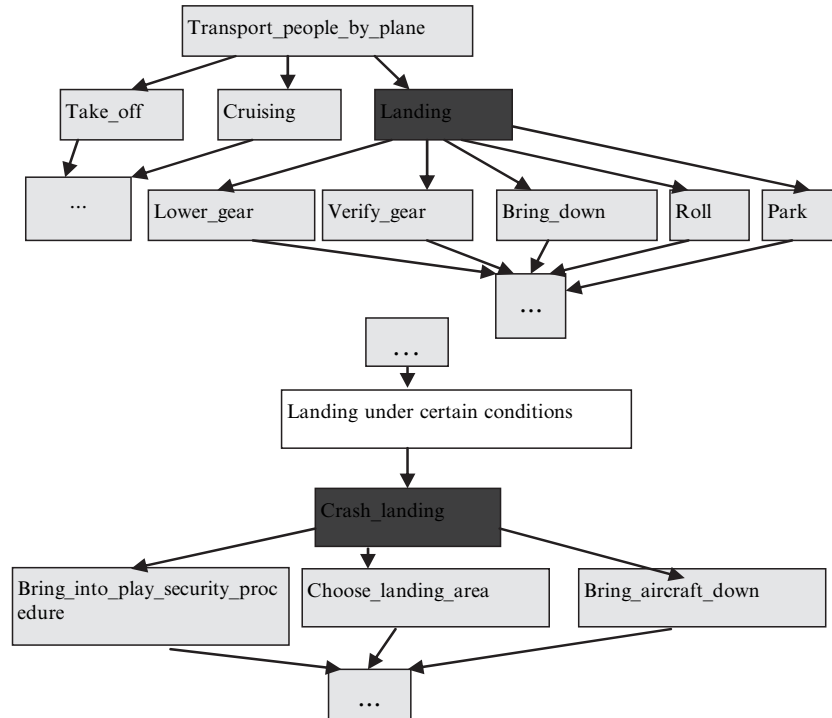 Transport_people_by_plane
Take_off
Cruising
Landing
...
Lower_gear
Verify_gear
Bring_down
Roll
Park
...
...
Landing under certain conditions
Crash_landing
Bring_into_play_security_proc
edure
Choose_landing_area
Bring_aircraft_down
...